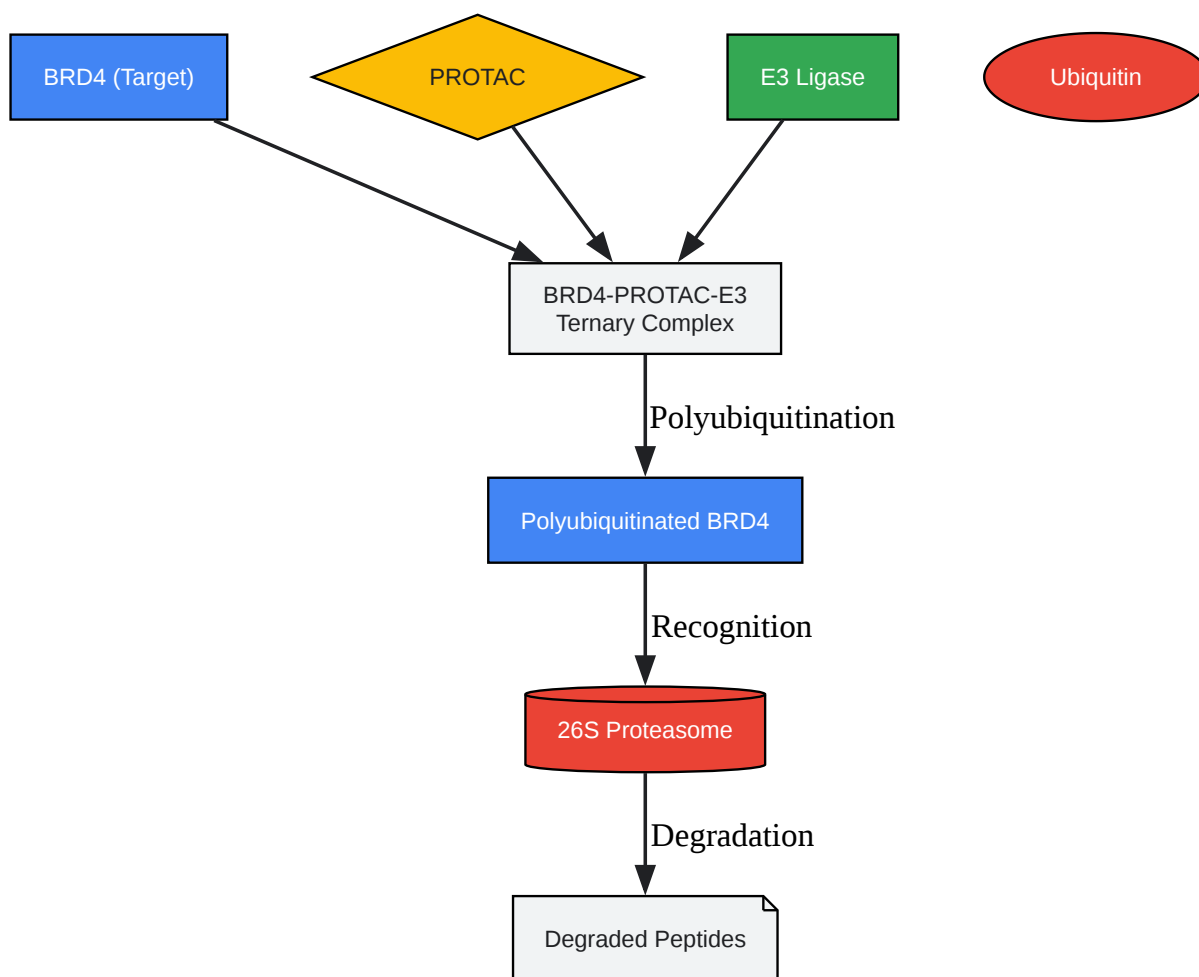 BRD4 (Target)
PROTAC
E3 Ligase
Ubiquitin
BRD4-PROTAC-E3
Ternary Complex
Polyubiquitination
Polyubiquitinated BRD4
Recognition
26S Proteasome
Degradation
Degraded Peptides